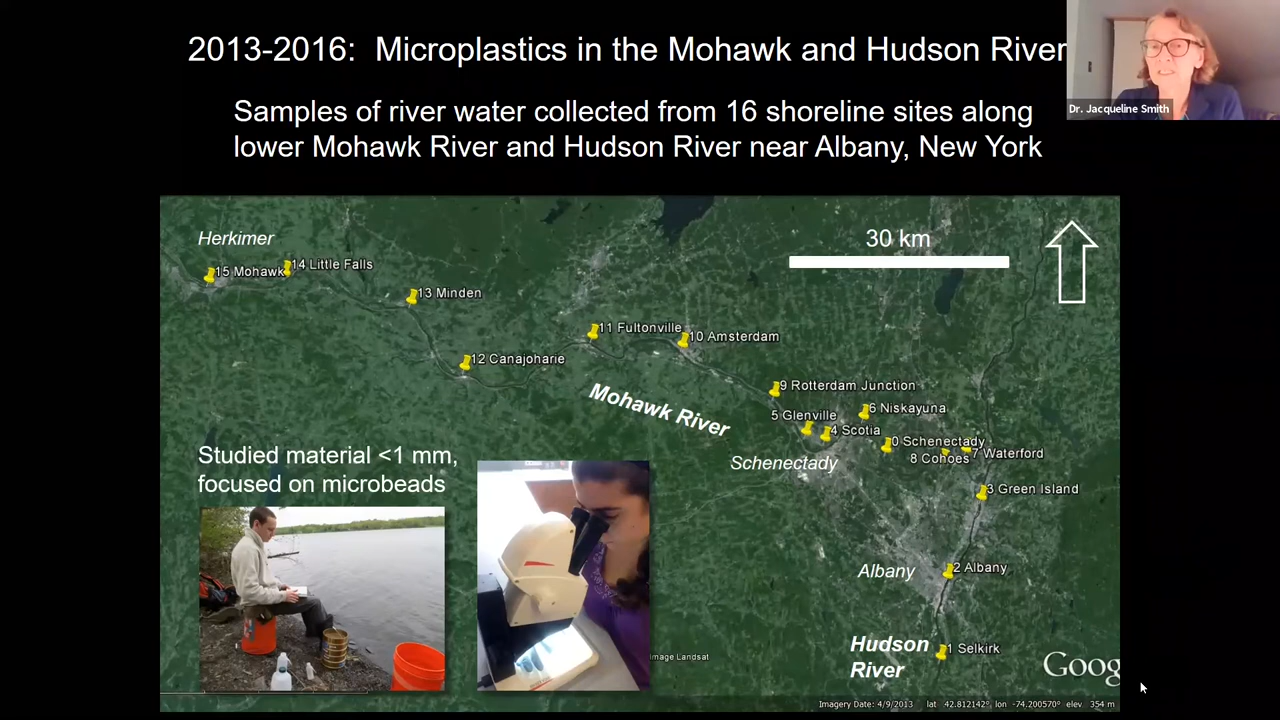 2013-2016: Microplastics in the Mohawk and Hudson River
Dr. Jacqueline Smith
Samples of river water collected from 16 shoreline sites along
lower Mohawk River and Hudson River near Albany, New York
Herkimer
30 km
15 Mohawk
14 Little Falls
13 Minden
11 Fultonville
10 Amsterdam
12 Canajoharie
9 Rotterdam Junction
Mohawk River
5 Glenville
6 Niskayuna
4 Scotia
0 Schenectady
8 Cohoes
7 Waterford
Schenectady
Studied material <1 mm,
focused on microbeads
3 Green Island
Albany
2 Albany
Hudson
River
1 Selkirk
Image Landsat
Goog
Imagery Date: 4/9/2013 lat 42.812142° lon -74.200570° elev 354 m